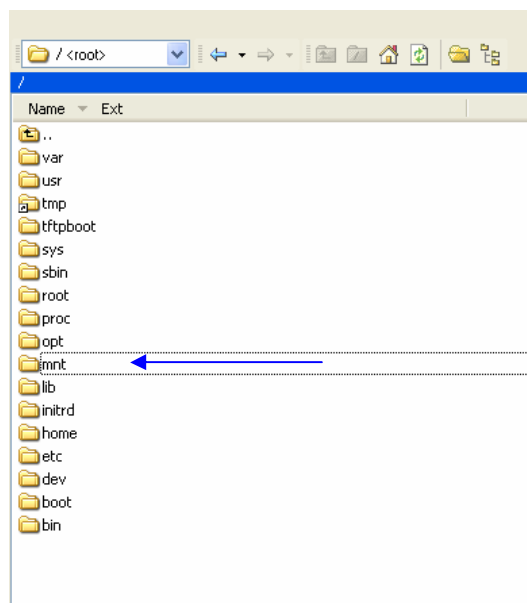 / <root>
/
Name Ext
..
var
usr
tmp
tftpboot
sys
sbin
root
proc
opt
mnt
lib
initrd
home
etc
dev
boot
bin